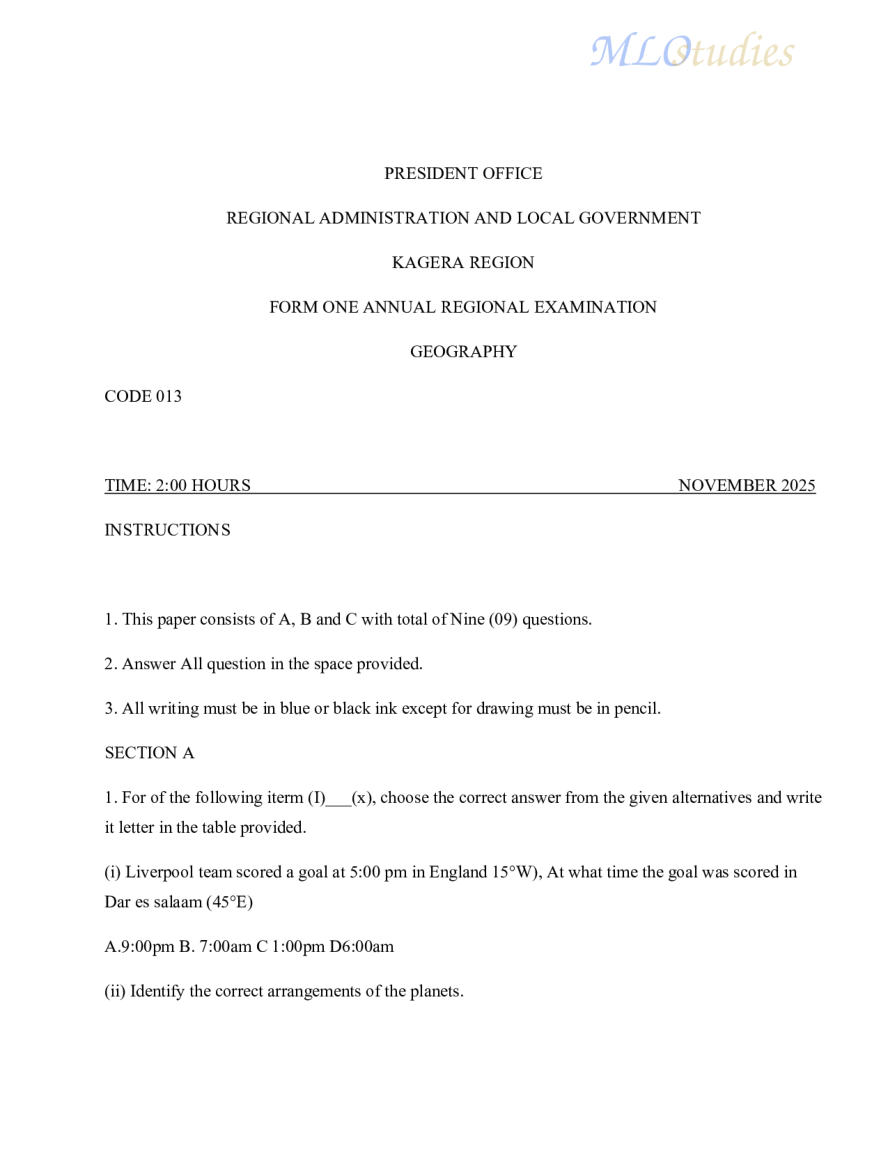 MLOstudies
PRESIDENT OFFICE
REGIONAL ADMINISTRATION AND LOCAL GOVERNMENT
KAGERA REGION
FORM ONE ANNUAL REGIONAL EXAMINATION
GEOGRAPHY
CODE 013
TIME: 2:00 HOURS NOVEMBER 2025
INSTRUCTIONS
1. This paper consists of A, B and C with total of Nine (09) questions.
2. Answer All question in the space provided.
3. All writing must be in blue or black ink except for drawing must be in pencil.
SECTION A
1. For of the following iterm (I)___(x), choose the correct answer from the given alternatives and write
it letter in the table provided.
(i) Liverpool team scored a goal at 5:00 pm in England 15°W), At what time the goal was scored in
Dar es salaam (45°E)
A.9:00pm B. 7:00am C 1:00pm D6:00am
(ii) Identify the correct arrangements of the planets.